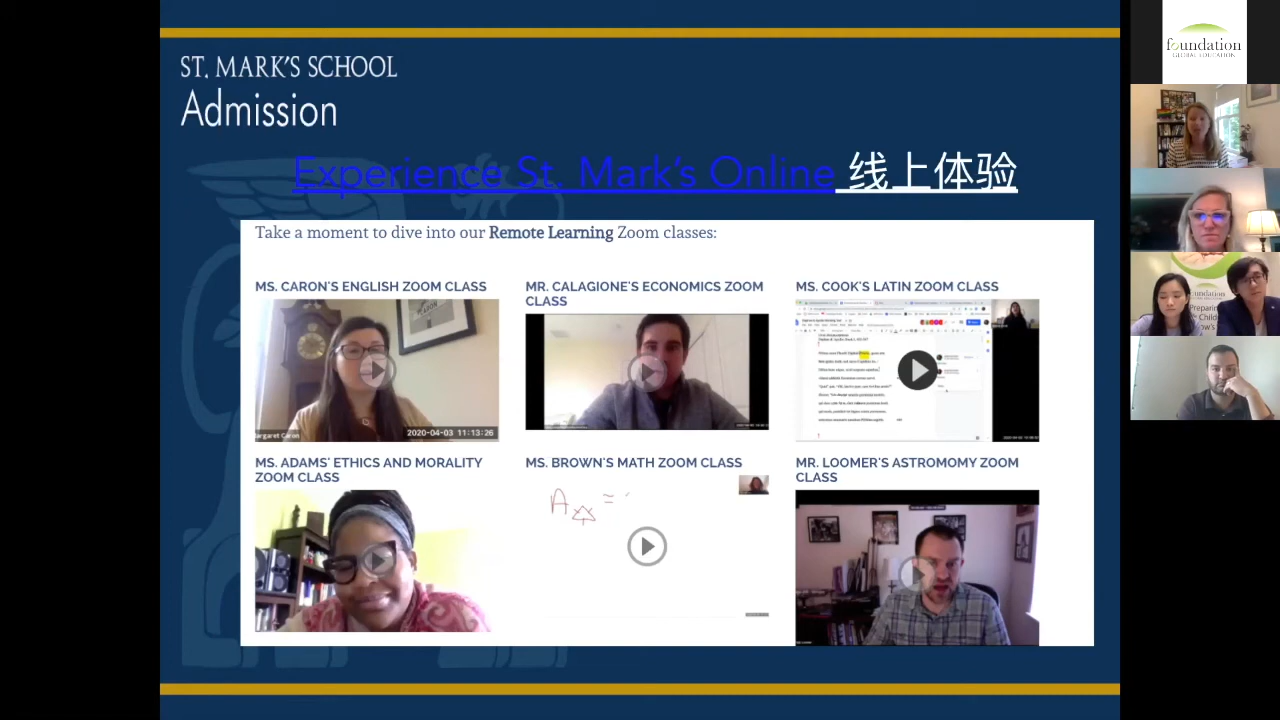 ST. MARK'S SCHOOL
Admission
Experience St. Mark's Online 线上体验
Take a moment to dive into our Remote Learning Zoom classes:
MS. CARON'S ENGLISH ZOOM CLASS
MR. CALAGIONE'S ECONOMICS ZOOM
CLASS
MS. COOK'S LATIN ZOOM CLASS
2020-04-03 11:13:26
MS. ADAMS' ETHICS AND MORALITY
ZOOM CLASS
MS. BROWN'S MATH ZOOM CLASS
MR. LOOMER'S ASTROMOMY ZOOM
CLASS
foundation
GLOBAL EDUCATION